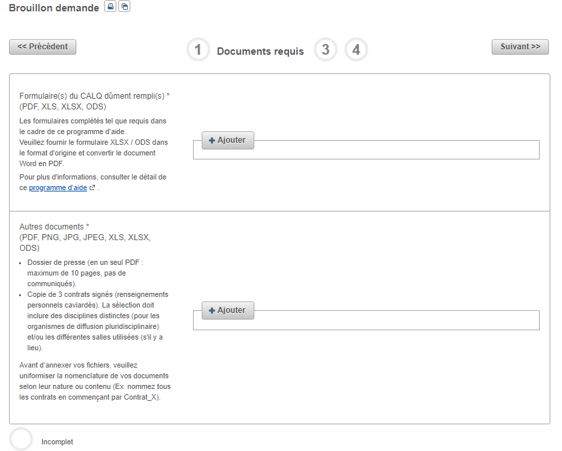 Brouillon demande
<< Précédent
1 Documents requis 3 4
Suivant >>
Formulaire(s) du CALQ dûment rempli(s) *
(PDF, XLS, XLSX, ODS)
Les formulaires complétés tel que requis dans
le cadre de ce programme d'aide.
Veuillez fournir le formulaire XLSX / ODS dans
le format d'origine et convertir le document
Word en PDF.
Pour plus d'informations, consulter le détail de
ce programme d'aide .
+ Ajouter
Autres documents *
(PDF, PNG, JPG, JPEG, XLS, XLSX,
ODS)
• Dossier de presse (en un seul PDF :
maximum de 10 pages, pas de
communiqués).
• Copie de 3 contrats signés (renseignements
personnels caviardés). La sélection doit
inclure des disciplines distinctes (pour les
organismes de diffusion pluridisciplinaire)
et/ou les différentes salles utilisées (s'il y a
lieu).
Avant d'annexer vos fichiers, veuillez
uniformiser la nomenclature de vos documents
selon leur nature ou contenu (Ex. nommez tous
les contrats en commençant par Contrat_X).
+ Ajouter
Incomplet